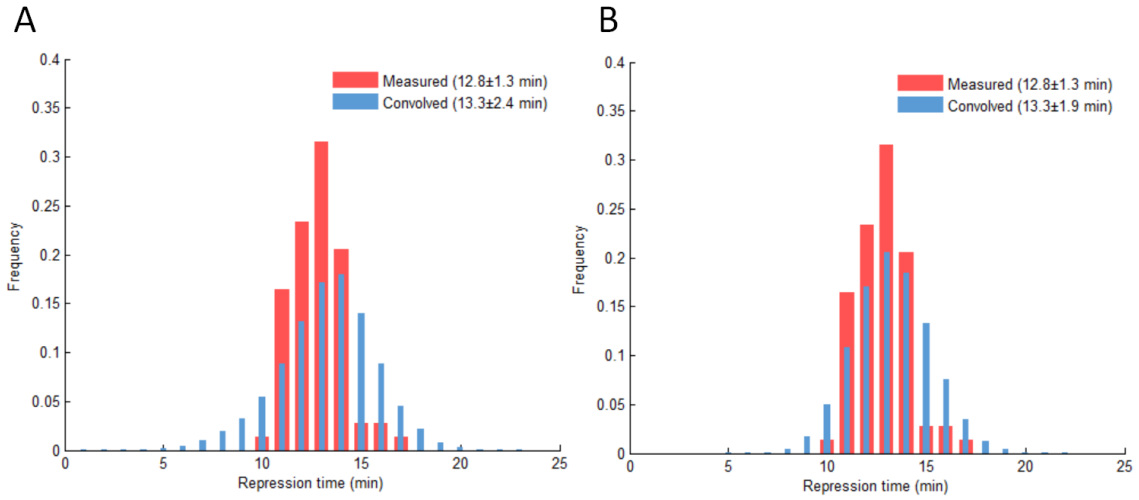 A
0.4
0.35
0.3
0.25
0.2
0.15
0.1
0.05
0
Frequency
Measured (12.8±1.3 min)
Convolved (13.3±2.4 min)
0 5 10 15 20 25
Repression time (min)
B
0.4
0.35
0.3
0.25
0.2
0.15
0.1
0.05
0
Frequency
Measured (12.8±1.3 min)
Convolved (13.3±1.9 min)
0 5 10 15 20 25
Repression time (min)